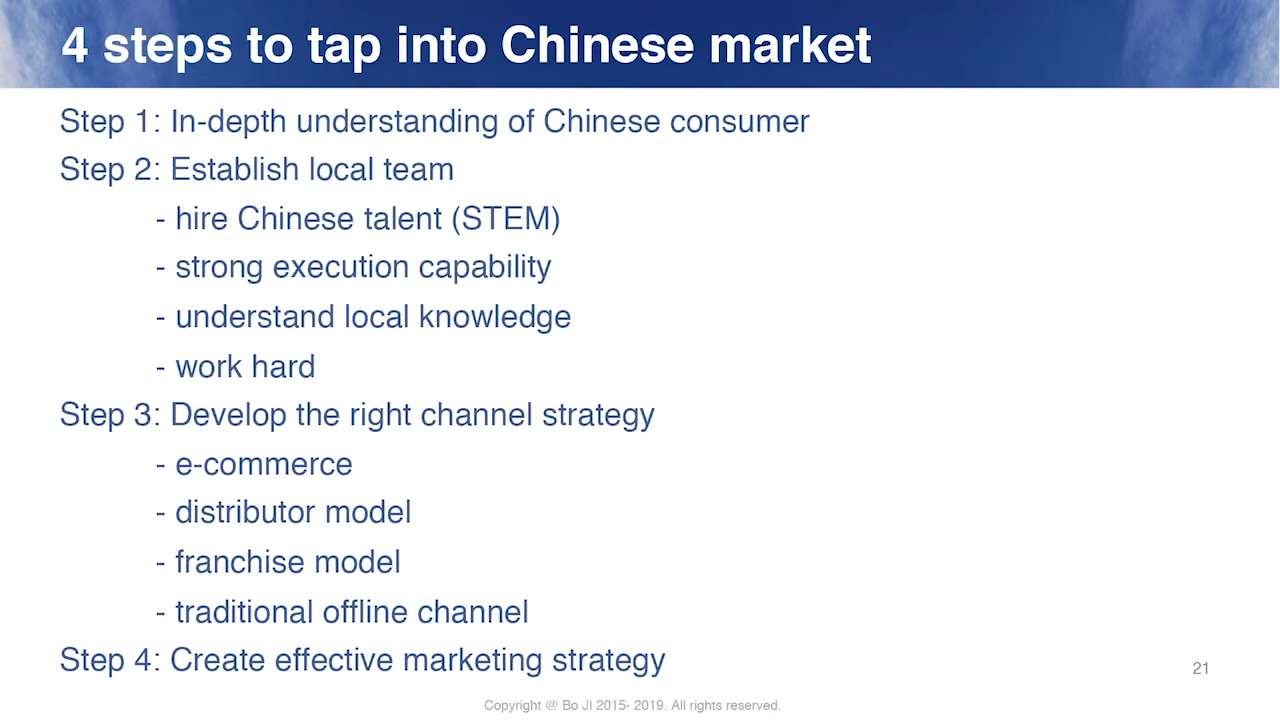 4 steps to tap into Chinese market
Step 1: In-depth understanding of Chinese consumer
Step 2: Establish local team
- hire Chinese talent (STEM)
- strong execution capability
- understand local knowledge
- work hard
Step 3: Develop the right channel strategy
- e-commerce
- distributor model
- franchise model
- traditional offline channel
Step 4: Create effective marketing strategy
21
Copyright @ Bo JI 2015- 2019. All rights reserved.